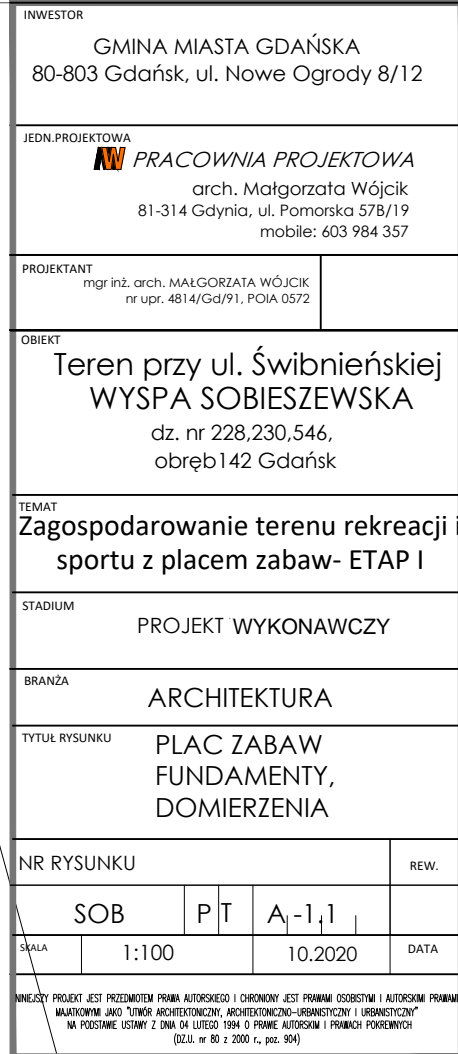 INWESTOR
GMINA MIASTA GDAŃSKA
80-803 Gdańsk, ul. Nowe Ogrody 8/12
JEDN.PROJEKTOWA
PRACOWNIA PROJEKTOWA
arch. Małgorzata Wójcik
81-314 Gdynia, ul. Pomorska 57B/19
mobile: 603 984 357
PROJEKTANT
mgr inż. arch. MAŁGORZATA WÓJCIK
nr upr. 4814/Gd/91, POIA 0572
OBIEKT
Teren przy ul. Świbnieńskiej
WYSPA SOBIESZEWSKA
dz. nr 228,230,546,
obręb142 Gdańsk
TEMAT
Zagospodarowanie terenu rekreacji i
sportu z placem zabaw- ETAP I
STADIUM
PROJEKT WYKONAWCZY
BRANŻA
ARCHITEKTURA
TYTUŁ RYSUNKU
PLAC ZABAW
FUNDAMENTY,
DOMIERZENIA
NR RYSUNKU REW.
SOB P T A -1.1
SKALA 1:100 10.2020 DATA
NINIEJSZY PROJEKT JEST PRZEDMIOTEM PRAWA AUTORSKIEGO I CHRONIONY JEST PRAWAMI OSOBISTYMI I AUTORSKIMI PRAWAMI
MAJATKOWYMI JAKO "UTWÓR ARCHITEKTONICZNY, ARCHITEKTONICZNO-URBANISTYCZNY I URBANISTYCZNY"
NA PODSTAWIE USTAWY Z DNIA 04 LUTEGO 1994 O PRAWIE AUTORSKIM I PRAWACH POKREWNYCH
(DZ.U. nr 80 z 2000 r., poz. 904)